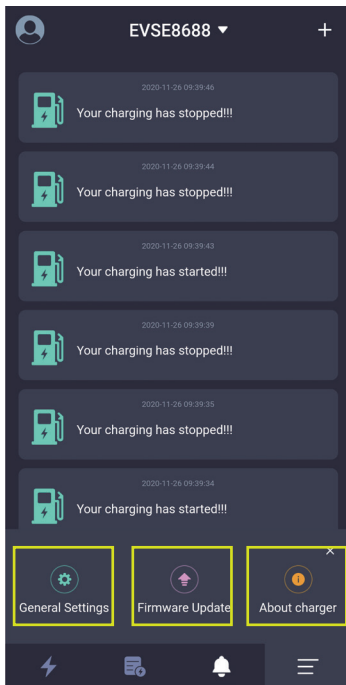 EVSE8688
2020-11-26 09:39:46
Your charging has stopped!!!
2020-11-26 09:39:44
Your charging has stopped!!!
2020-11-26 09:39:43
Your charging has started!!!
2020-11-26 09:39:39
Your charging has stopped!!!
2020-11-26 09:39:35
Your charging has stopped!!!
2020-11-26 09:39:34
Your charging has started!!!
General Settings
Firmware Update
About charger